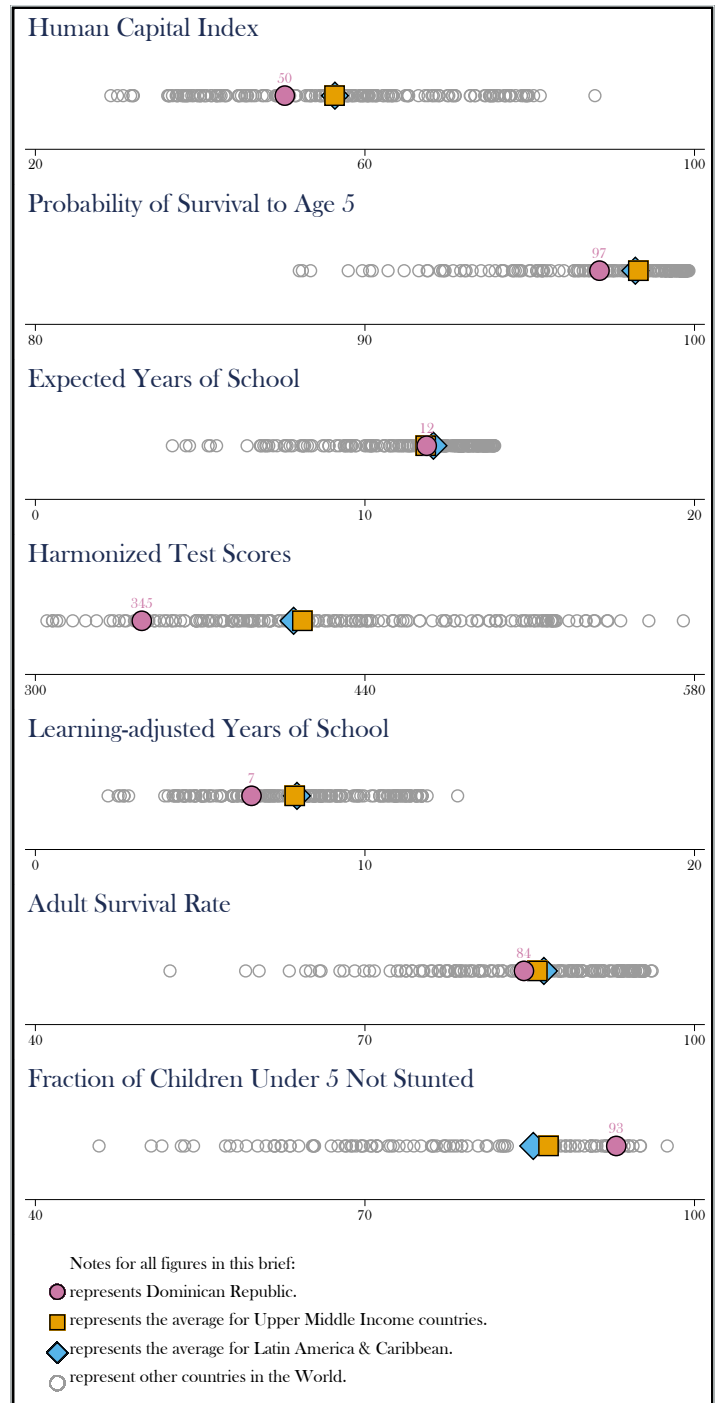 Human Capital Index
50
20 60 100
Probability of Survival to Age 5
97
80 90 100
Expected Years of School
12
0 10 20
Harmonized Test Scores
345
300 440 580
Learning-adjusted Years of School
7
0 10 20
Adult Survival Rate
84
40 70 100
Fraction of Children Under 5 Not Stunted
93
40 70 100
Notes for all figures in this brief:
represents Dominican Republic.
represents the average for Upper Middle Income countries.
represents the average for Latin America & Caribbean.
represent other countries in the World.